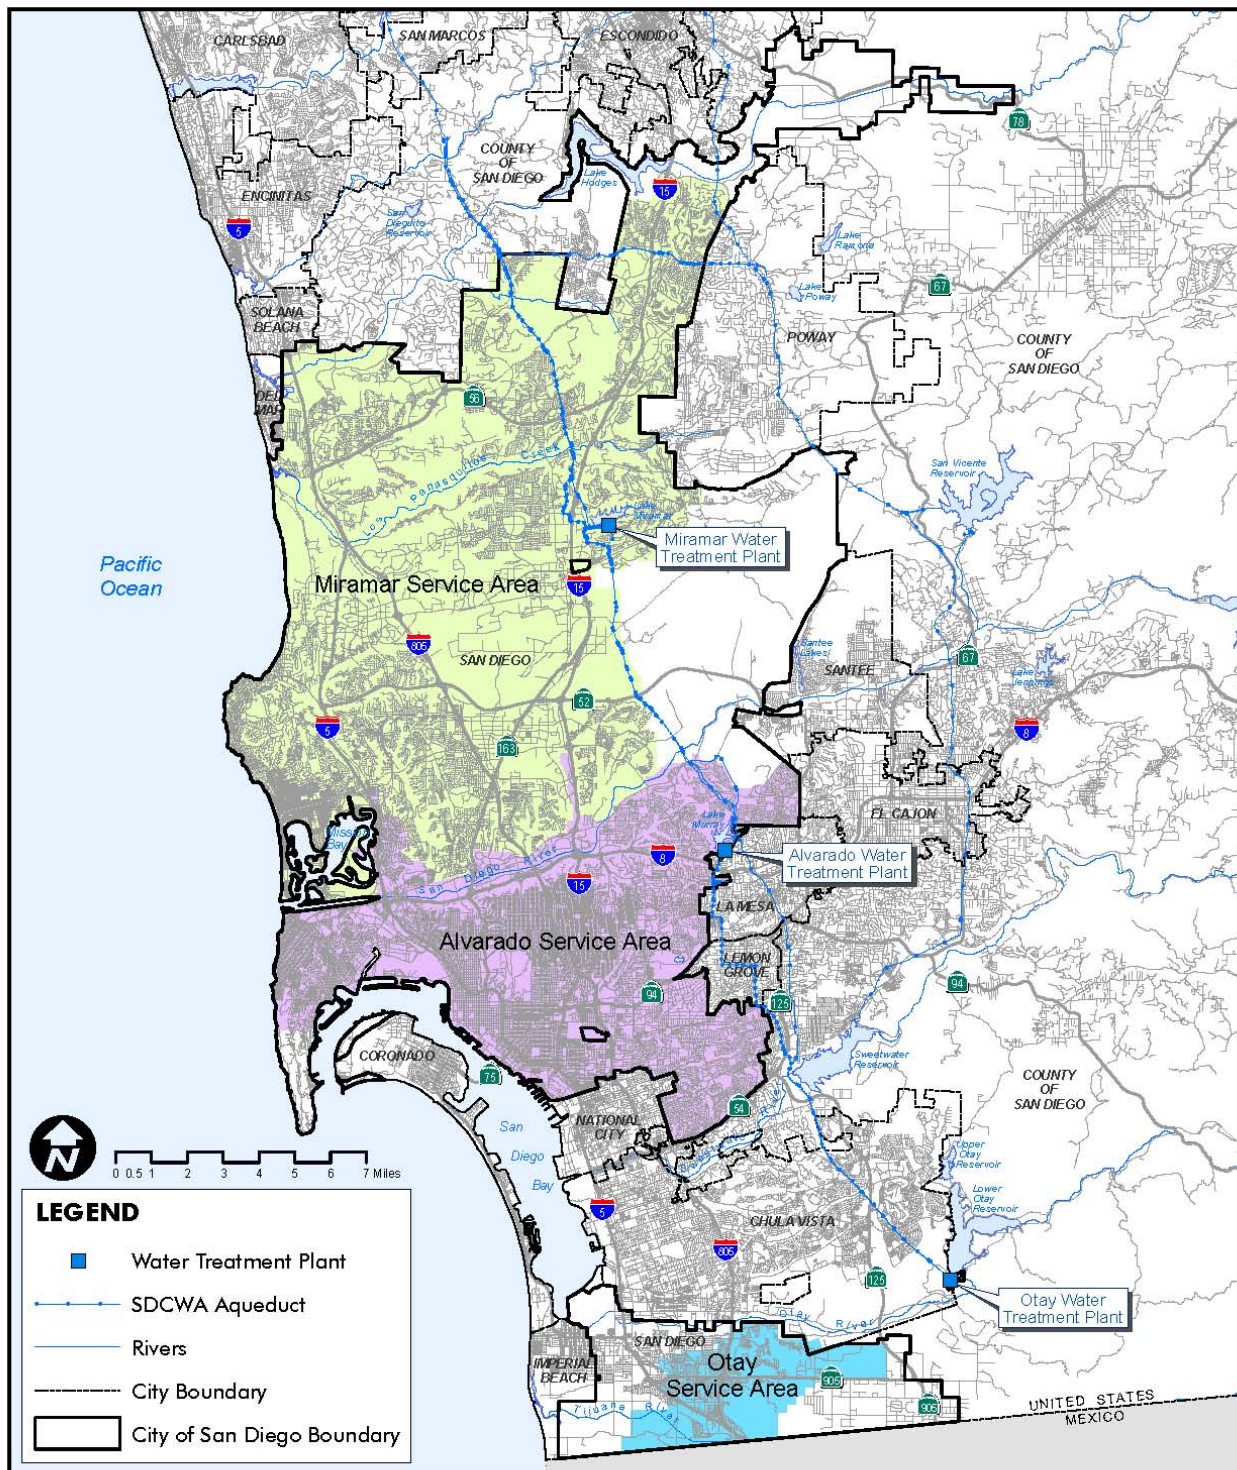 CARLSBAD
SAN MARCOS
ESCONDIDO
78
COUNTY
OF
SAN DIEGO
Lake
Hodges
15
ENCINITAS
San
Dieguito
Reservoir
5
Lake
Ramona
67
Lake
Poway
SOLANA
BEACH
POWAY
COUNTY
OF
SAN DIEGO
DEL
MAR
56
Los Penasquitos Creek
San Vicente
Reservoir
Lake
Miramar
Miramar Water
Treatment Plant
Pacific
Ocean
Miramar Service Area
15
805
SAN DIEGO
Santee
Lakes
SANTEE
67
Lake
Jennings
52
5
163
8
Mission
Bay
Lake
Murray
EL CAJON
San Diego River
8
Alvarado Water
Treatment Plant
15
LA MESA
Alvarado Service Area
LEMON
GROVE
94
94
125
CORONADO
75
Sweetwater
Reservoir
COUNTY
OF
SAN DIEGO
54
San
Diego
Bay
NATIONAL
CITY
River
Upper
Otay
Reservoir
Lower
Otay
Reservoir
N
0 0.5 1 2 3 4 5 6 7 Miles
5
CHULA VISTA
805
125
Otay Water
Treatment Plant
Otay River
SAN DIEGO
IMPERIAL
BEACH
Otay
Service Area
905
905
Tijuana River
UNITED STATES
MEXICO
LEGEND
Water Treatment Plant
SDCWA Aqueduct
Rivers
City Boundary
City of San Diego Boundary